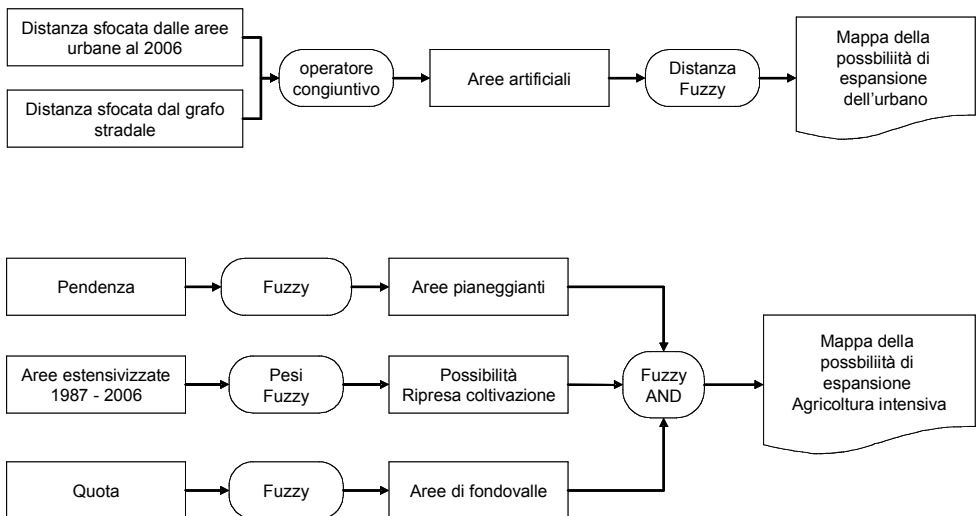 Distanza sfocata dalle aree
urbane al 2006
Distanza sfocata dal grafo
stradale
operatore
congiuntivo
Aree artificiali
Distanza
Fuzzy
Mappa della
possbiliità di
espansione
dell'urbano
Pendenza
Fuzzy
Aree pianeggianti
Aree estensivizzate
1987 - 2006
Pesi
Fuzzy
Possibilità
Ripresa coltivazione
Quota
Fuzzy
Aree di fondovalle
Fuzzy
AND
Mappa della
possbiliità di
espansione
Agricoltura intensiva